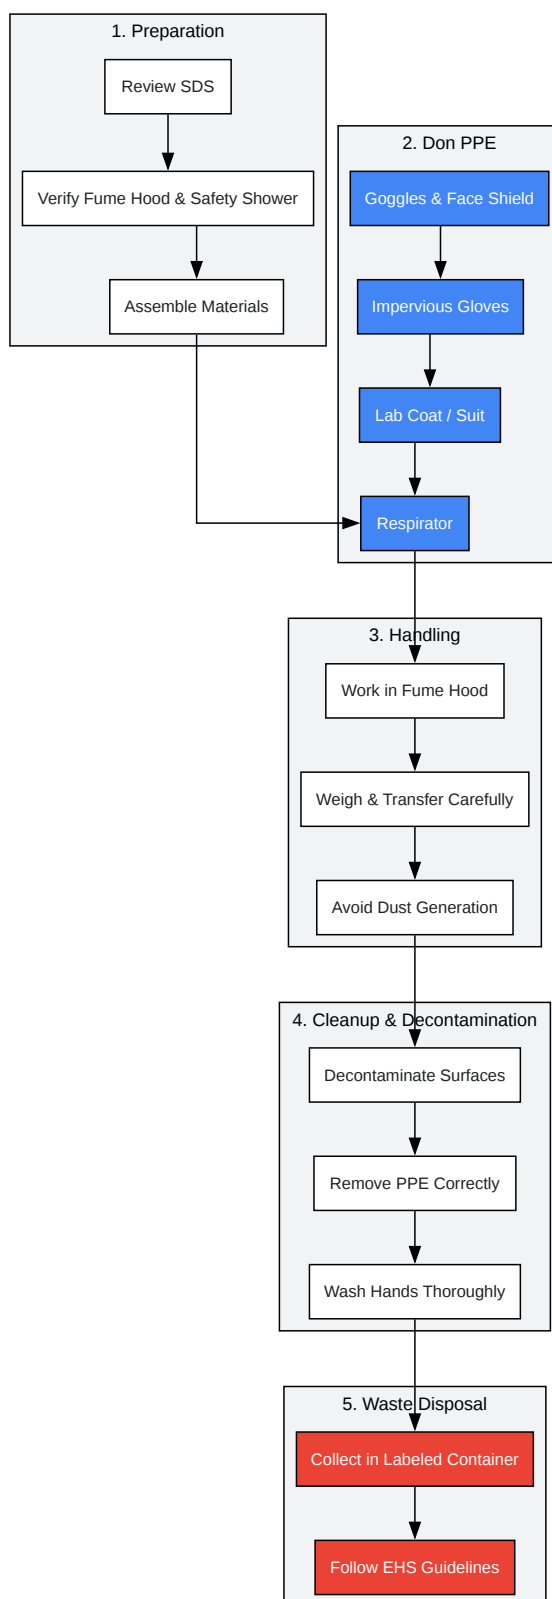 1. Preparation
Review SDS
Verify Fume Hood & Safety Shower
Assemble Materials
2. Don PPE
Goggles & Face Shield
Impervious Gloves
Lab Coat / Suit
Respirator
3. Handling
Work in Fume Hood
Weigh & Transfer Carefully
Avoid Dust Generation
4. Cleanup & Decontamination
Decontaminate Surfaces
Remove PPE Correctly
Wash Hands Thoroughly
5. Waste Disposal
Collect in Labeled Container
Follow EHS Guidelines